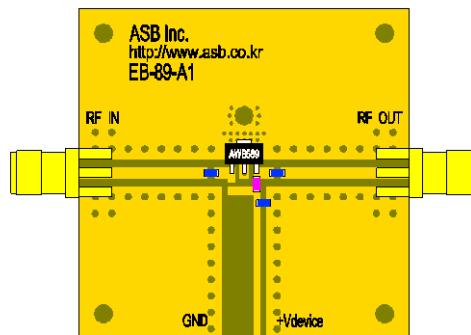 ASB Inc.
http://www.asb.co.kr
EB-89-A1
RF IN
RF OUT
AWB589
GND
+Vdevice